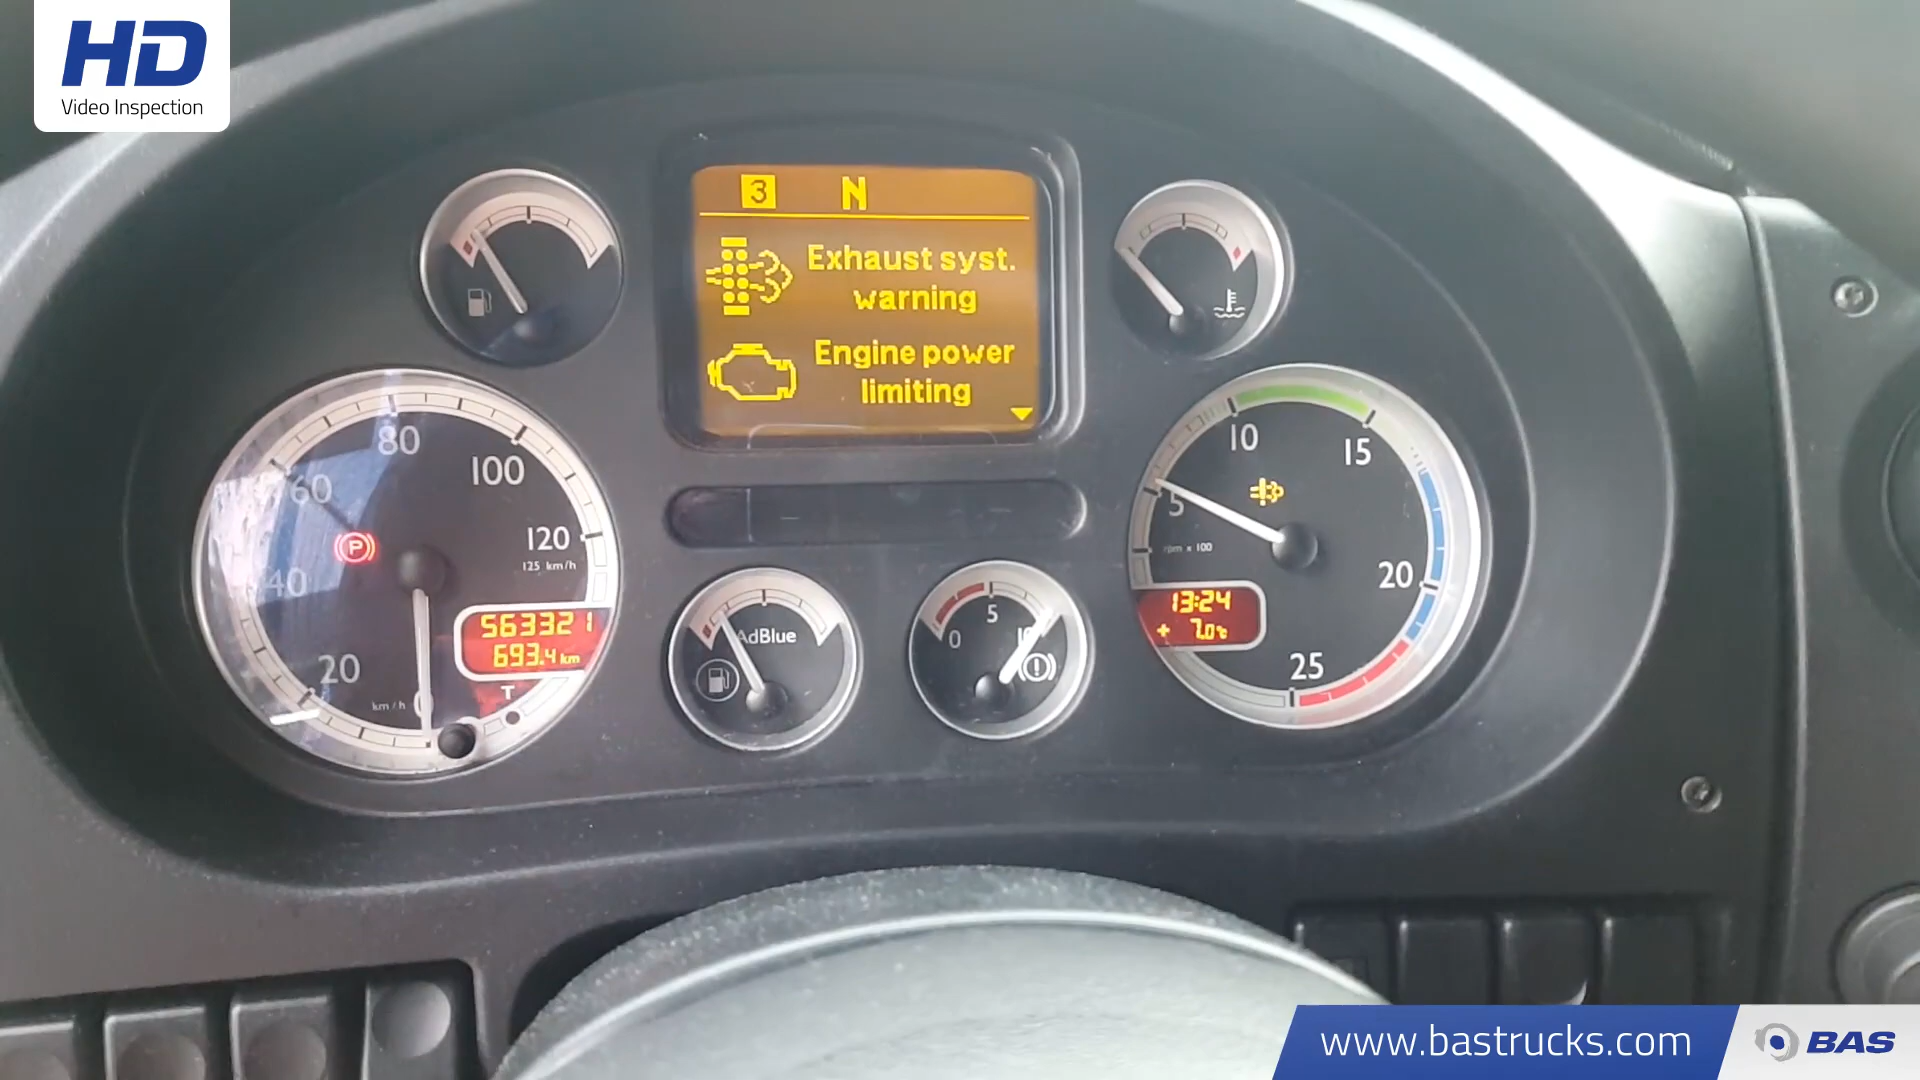 HD
Video Inspection
3 N
Exhaust syst.
warning
Engine power
limiting
80
100
60
120
125 km/h
40
20
km/h
0
563321
693.4 km
T
P
AdBlue
0
5
10
5
10
15
20
25
rpm x 100
13:24
+ 7.0°c
www.bastrucks.com
BAS